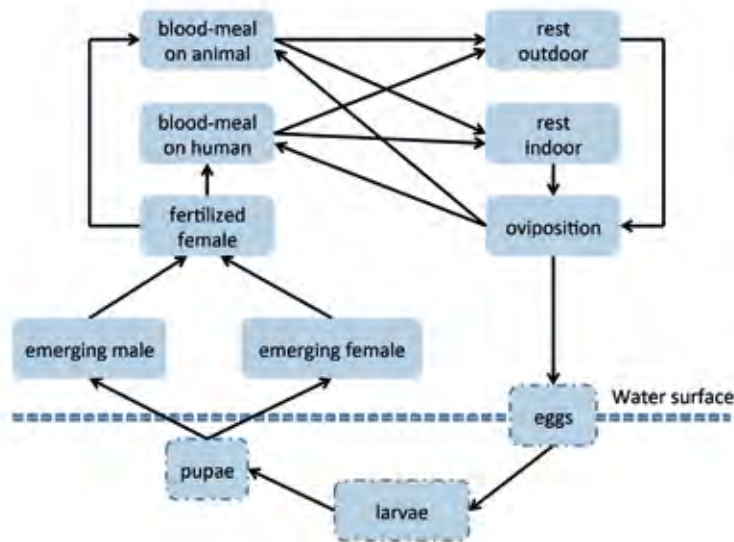 blood-meal
on animal
rest
outdoor
blood-meal
on human
rest
indoor
fertilized
female
oviposition
emerging male
emerging female
Water surface
eggs
pupae
larvae